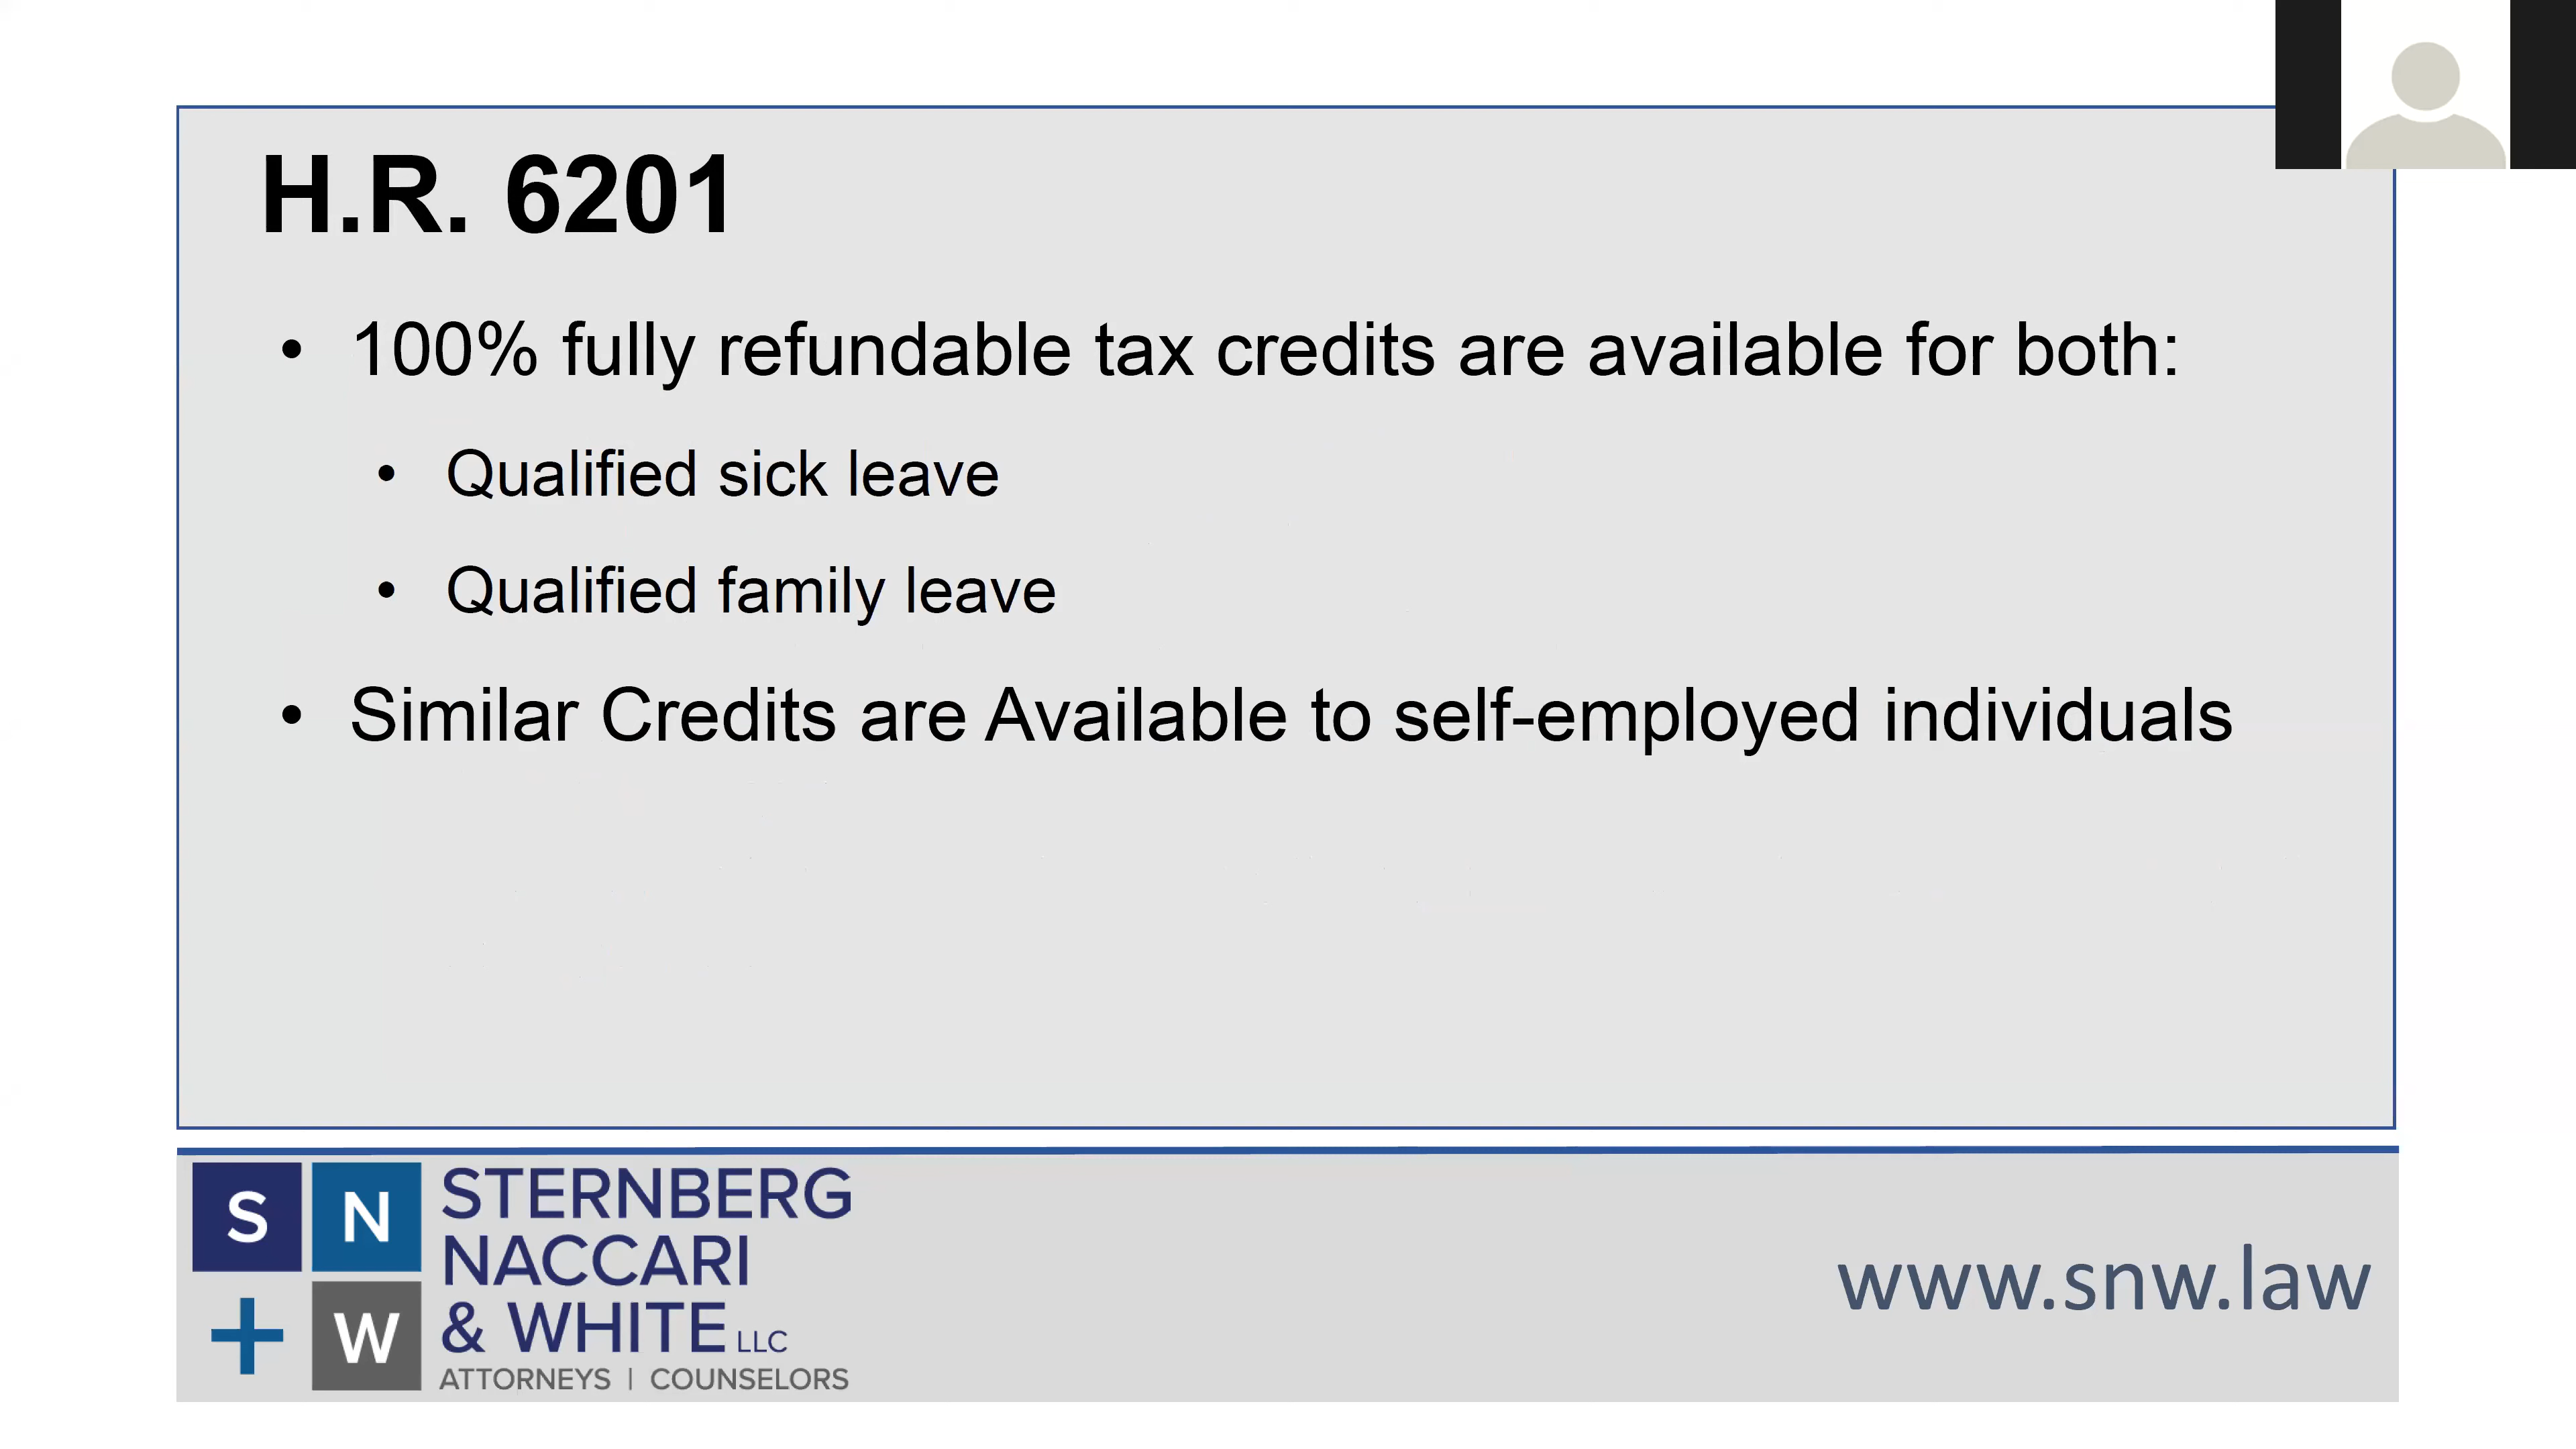 H.R. 6201
• 100% fully refundable tax credits are available for both:
• Qualified sick leave
• Qualified family leave
• Similar Credits are Available to self-employed individuals
S N
+ W
STERNBERG
NACCARI
& WHITE LLC
ATTORNEYS | COUNSELORS
www.snw.law